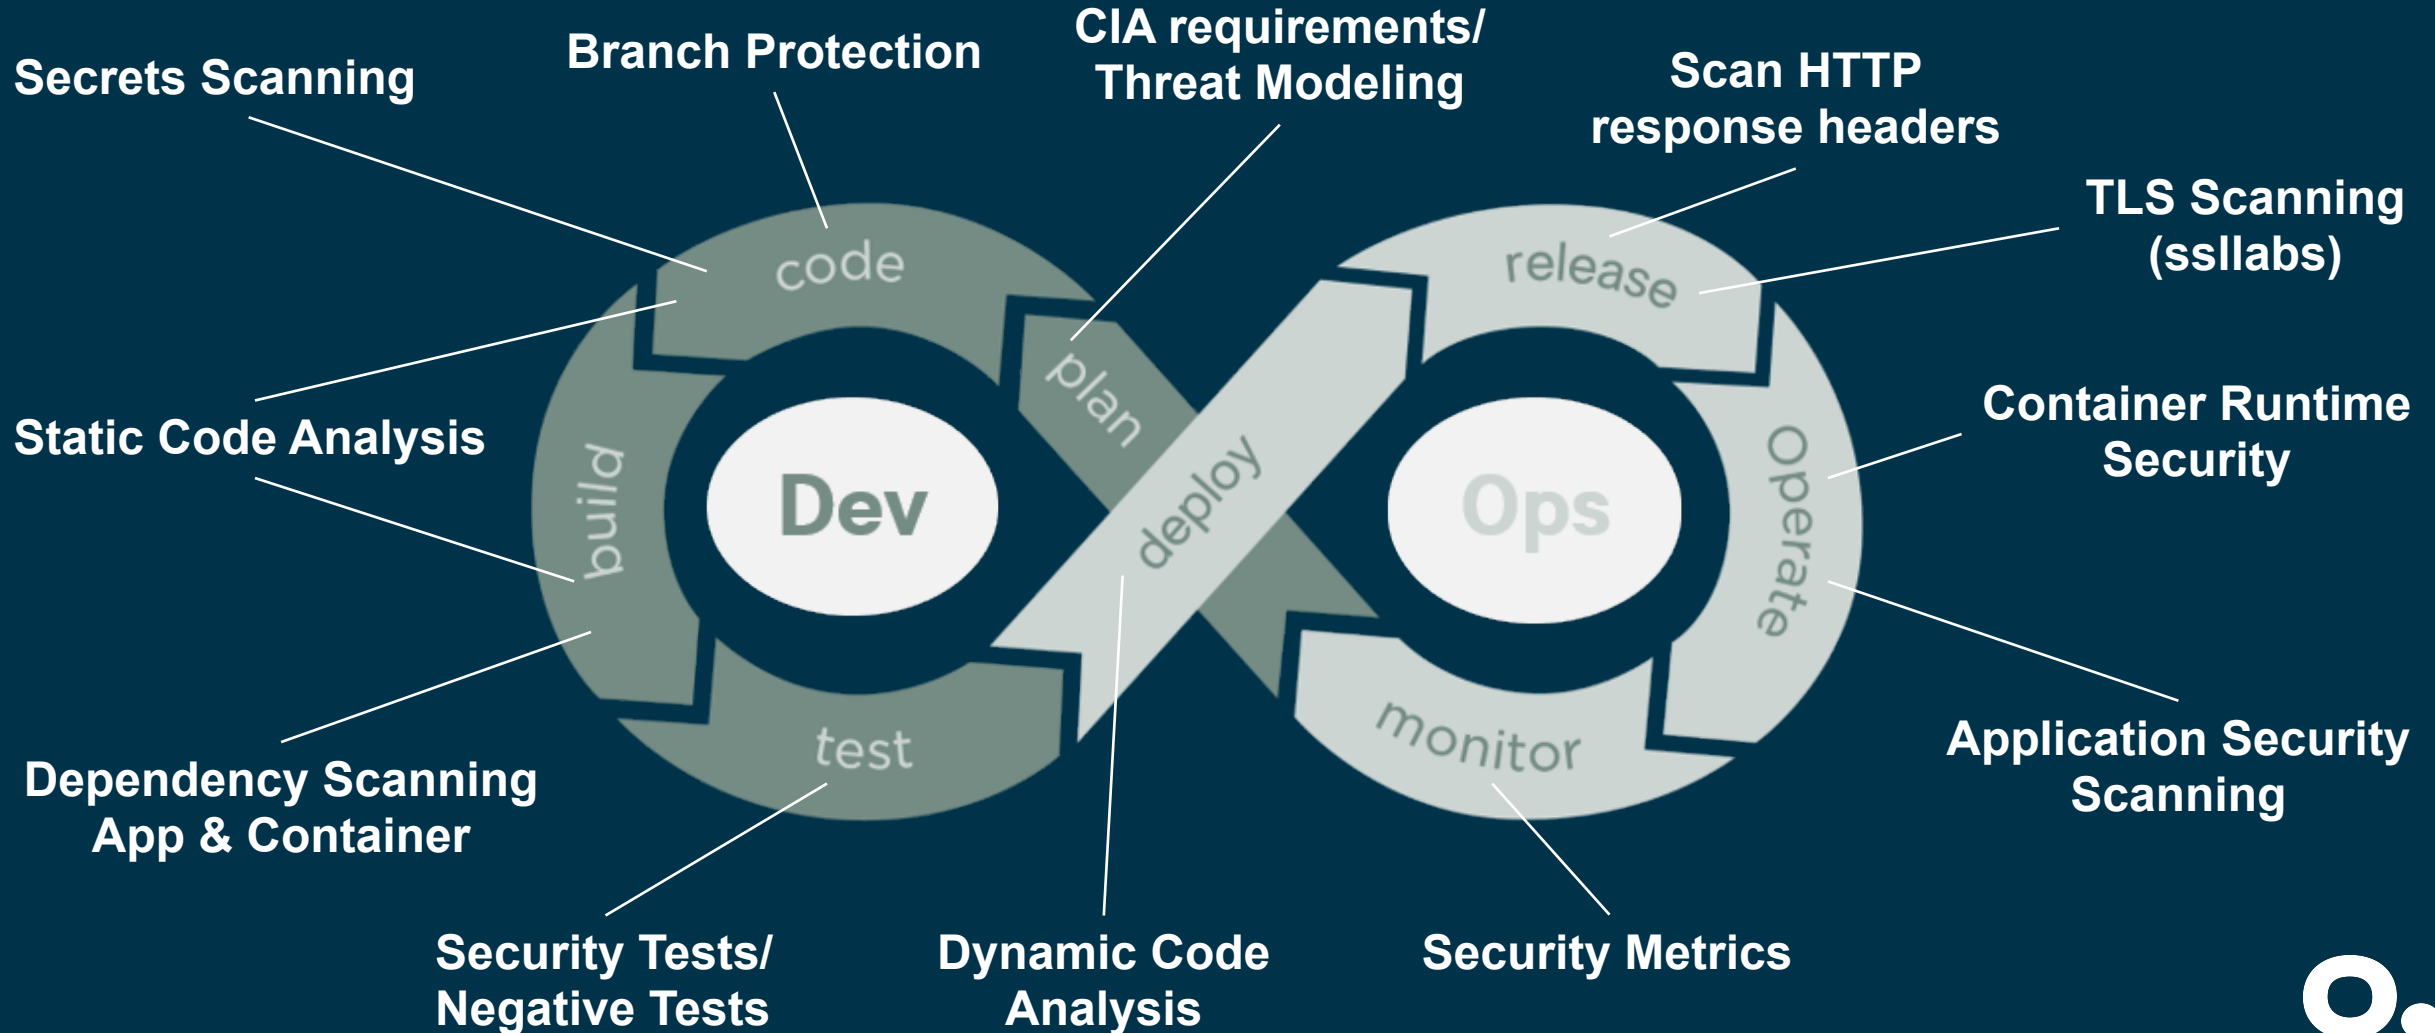 Secrets Scanning
Branch Protection
CIA requirements/
Threat Modeling
Scan HTTP
response headers
TLS Scanning
(ssllabs)
code
release
plan
Container Runtime
Security
Static Code Analysis
build
Dev
deploy
Ops
Operate
test
monitor
Application Security
Scanning
Dependency Scanning
App & Container
Security Tests/
Negative Tests
Dynamic Code
Analysis
Security Metrics
o.